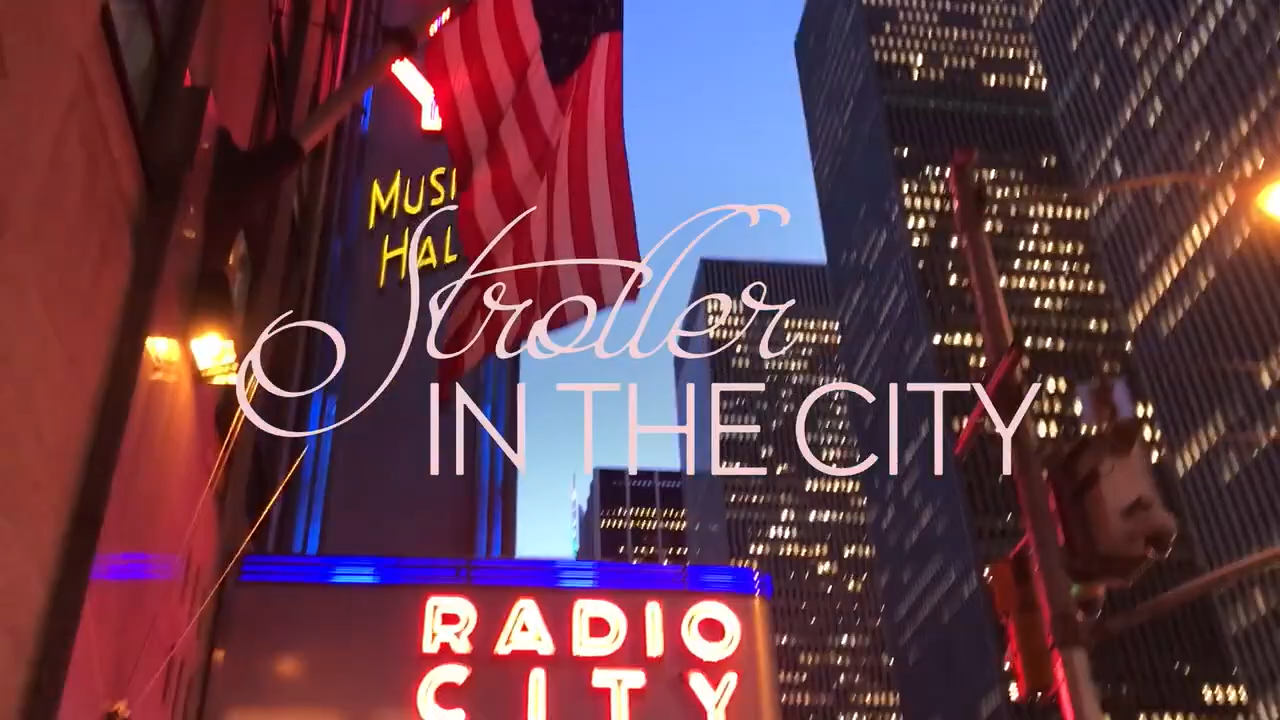 Y
MUSI
HAL
Stroller
IN THE CITY
RADIO
CITY